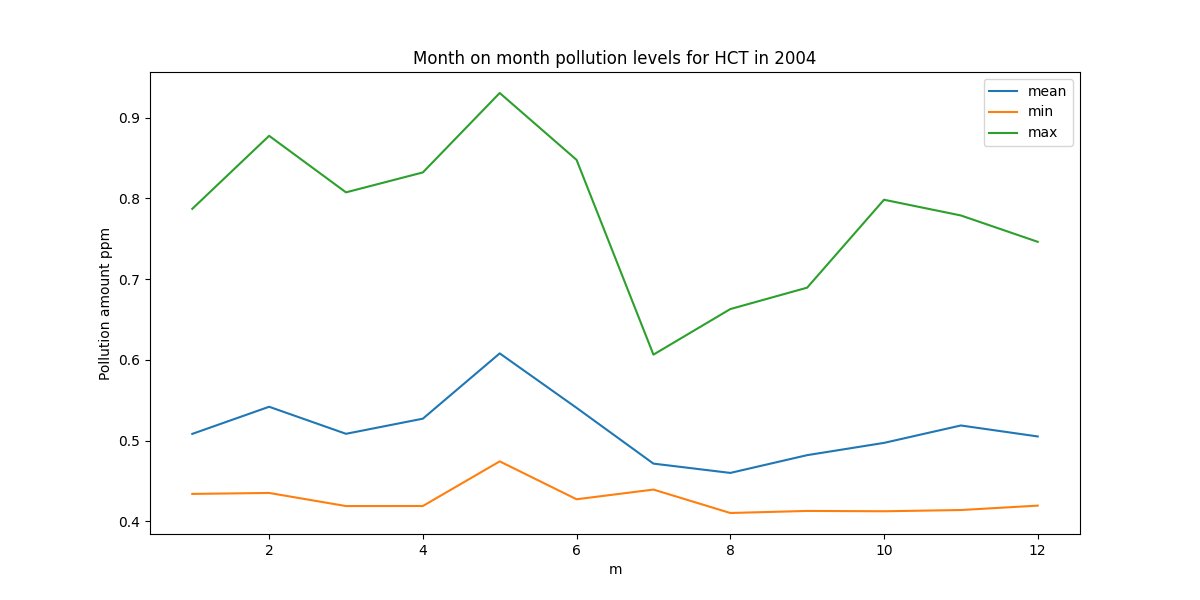 Month on month pollution levels for HCT in 2004
mean
min
max
Pollution amount ppm
0.9
0.8
0.7
0.6
0.5
0.4
2 4 6 8 10 12
m